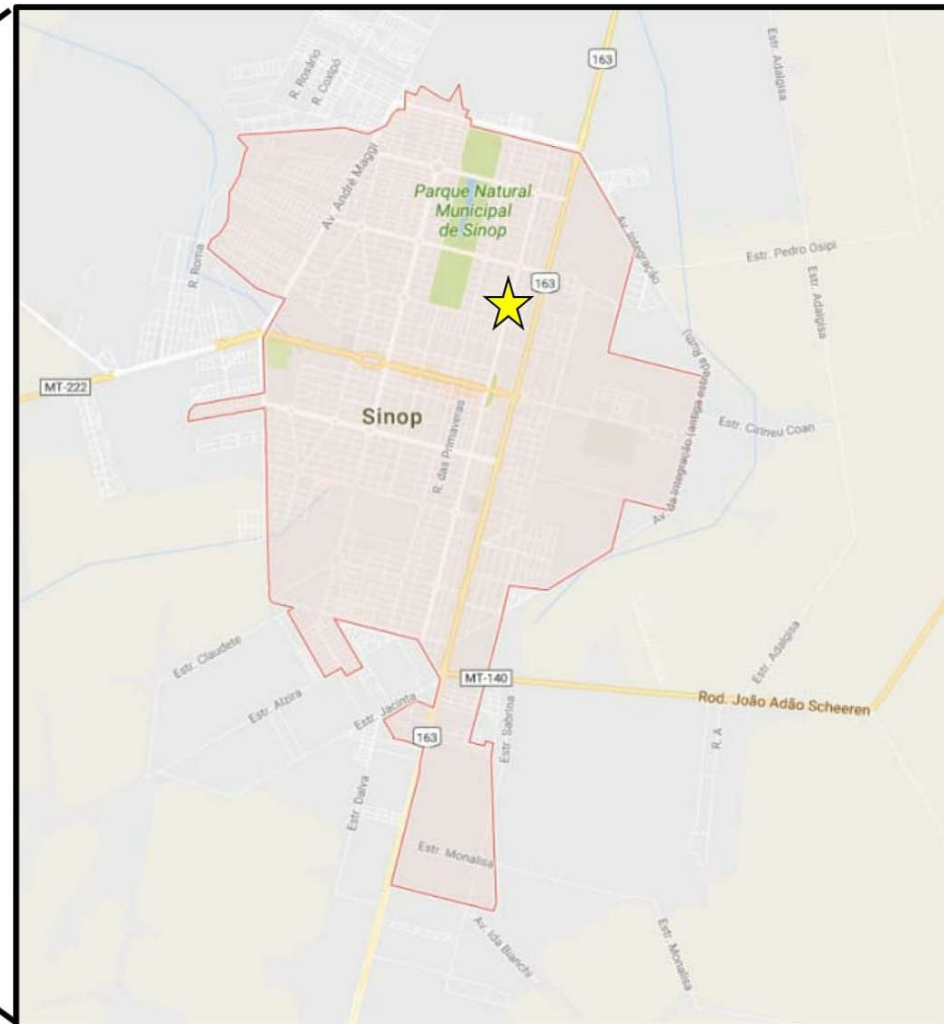 163
R. Rosário
R. Coxipó
Estr. Adalgisa
Av. André Maggi
Parque Natural
Municipal
de Sinop
Av. Integração
Estr. Pedro Osipi
R. Roma
163
Estr. Adalgisa
MT-222
Sinop
R. das Primaveras
Av. da Integração (antiga estrada Ruth)
Estr. Cirineu Coan
Estr. Claudete
Estr. Adalgisa
MT-140
Rod. João Adão Scheeren
Estr. Alzira
Estr. Jacinta
Estr. Sabrina
R. A
163
Estr. Dalva
Estr. Monalisa
Av. Ida Bianchi
Estr. Monalisa